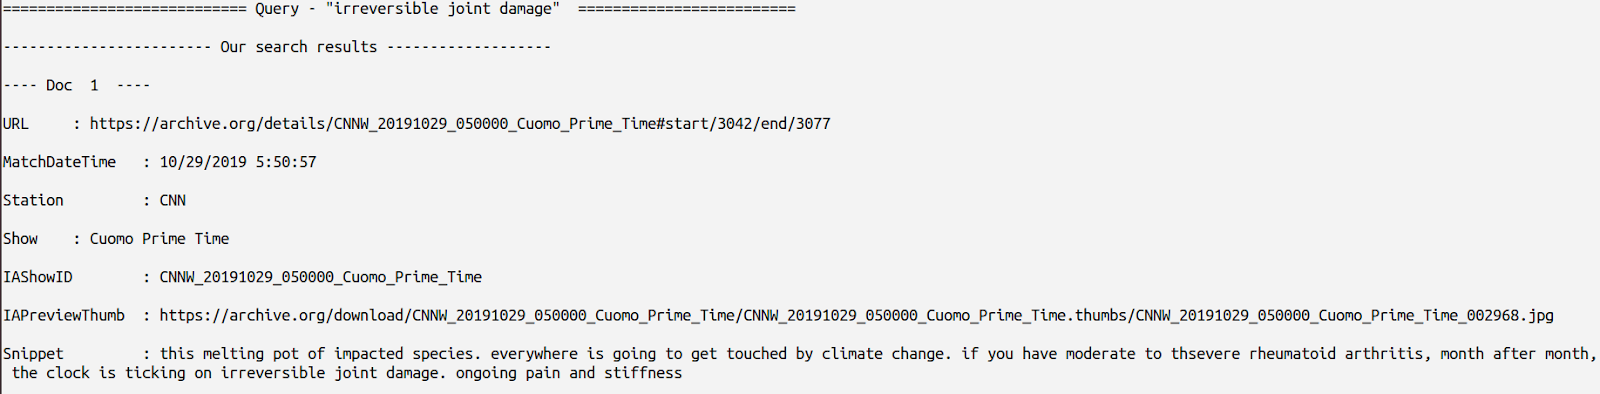 ============================ Query - "irreversible joint damage"  =========================
------------------------ Our search results -------------------
---- Doc  1  ----
URL     : https://archive.org/details/CNNW_20191029_050000_Cuomo_Prime_Time#start/3042/end/3077
MatchDateTime   : 10/29/2019 5:50:57
Station         : CNN
Show    : Cuomo Prime Time
IAShowID        : CNNW_20191029_050000_Cuomo_Prime_Time
IAPreviewThumb  : https://archive.org/download/CNNW_20191029_050000_Cuomo_Prime_Time/CNNW_20191029_050000_Cuomo_Prime_Time.thumbs/CNNW_20191029_050000_Cuomo_Prime_Time_002968.jpg
Snippet         : this melting pot of impacted species. everywhere is going to get touched by climate change. if you have moderate to thsevere rheumatoid arthritis, month after month,
 the clock is ticking on irreversible joint damage. ongoing pain and stiffness